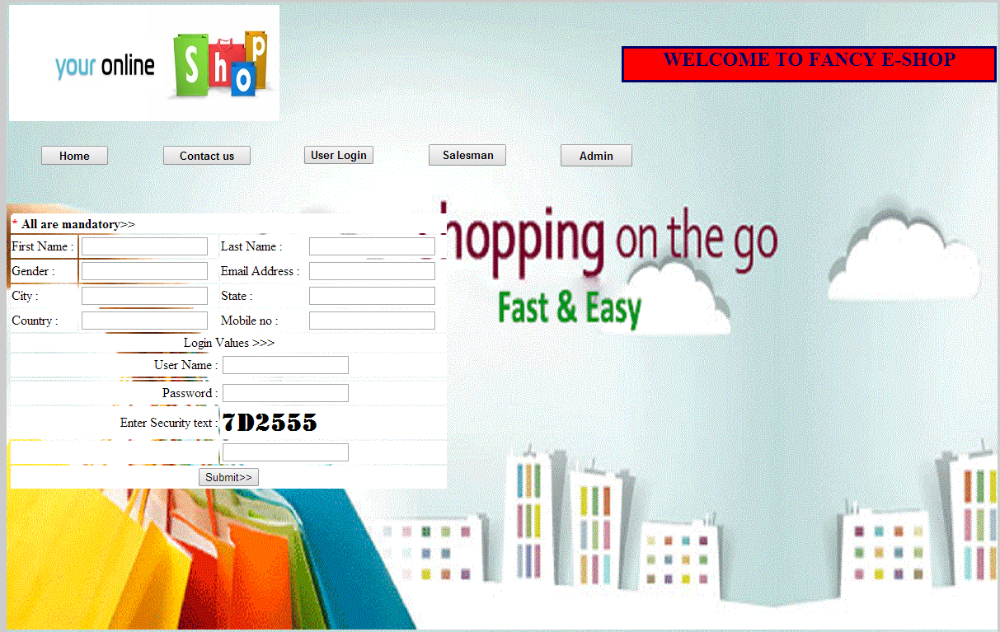 your online Shop
WELCOME TO FANCY E-SHOP
Home Contact us User Login Salesman Admin
* All are mandatory>>
First Name : Last Name :
Gender : Email Address :
City : State :
Country : Mobile no :
Login Values >>>
User Name :
Password :
Enter Security text : 7D2555
Submit>>
hopping on the go
Fast & Easy